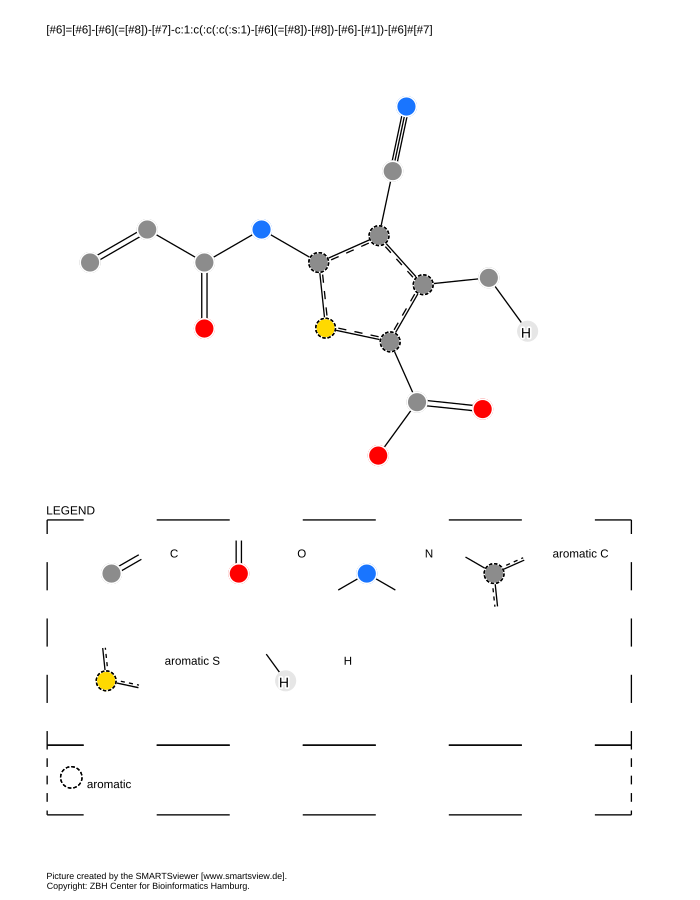 [#6]=[#6]-[#6](=[#8])-[#7]-c:1:c(:c(:c(:s:1)-[#6](=[#8])-[#8])-[#6]-[#1])-[#6]#[#7]
H
LEGEND
C
O
N
aromatic C
aromatic S
H
H
aromatic
Picture created by the SMARTSviewer [www.smartsview.de].
Copyright: ZBH Center for Bioinformatics Hamburg.